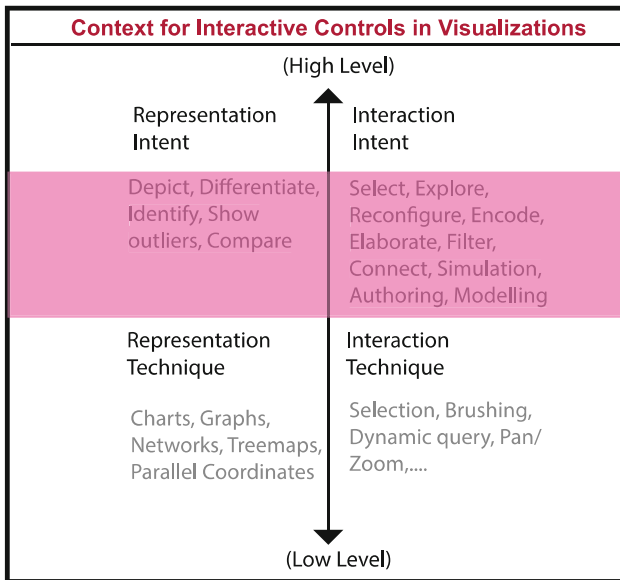 Context for Interactive Controls in Visualizations
(High Level)
Representation
Intent
Depict, Differentiate,
Identify, Show
outliers, Compare
Interaction
Intent
Select, Explore,
Reconfigure, Encode,
Elaborate, Filter,
Connect, Simulation,
Authoring, Modelling
Representation
Technique
Charts, Graphs,
Networks, Treemaps,
Parallel Coordinates
Interaction
Technique
Selection, Brushing,
Dynamic query, Pan/
Zoom,....
(Low Level)